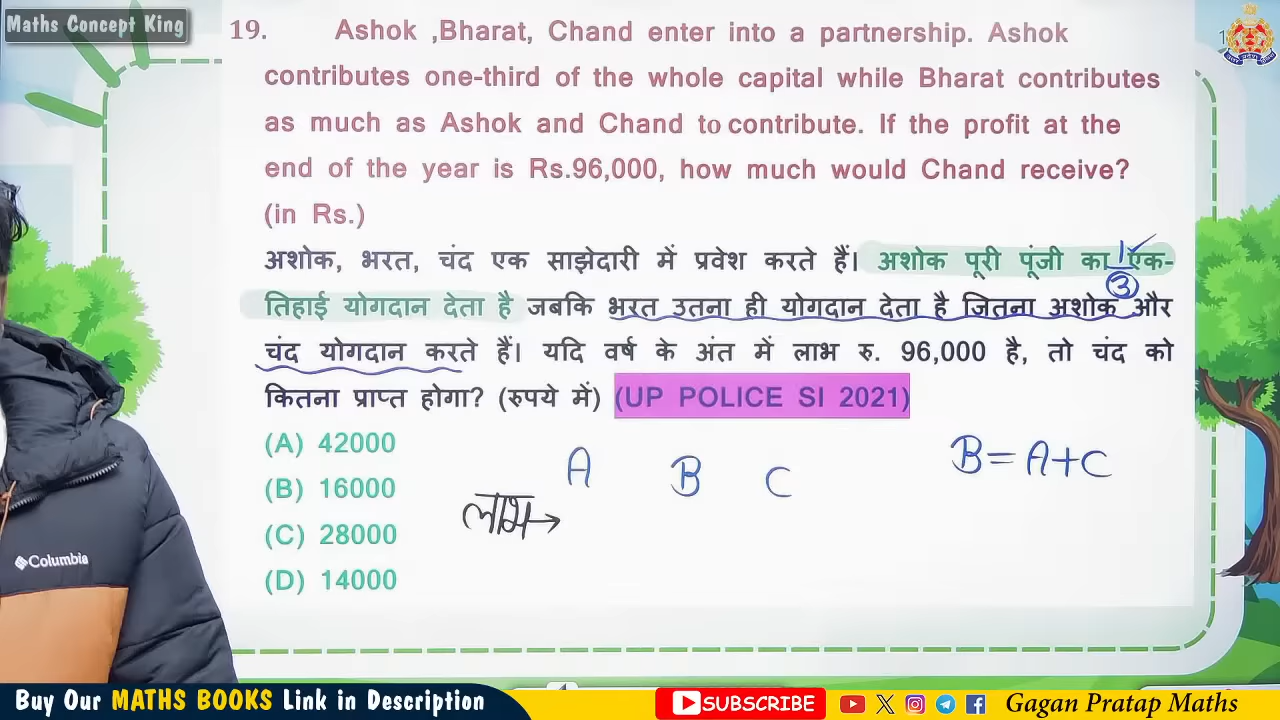 Maths Concept King
19. Ashok ,Bharat, Chand enter into a partnership. Ashok
contributes one-third of the whole capital while Bharat contributes
as much as Ashok and Chand to contribute. If the profit at the
end of the year is Rs.96,000, how much would Chand receive?
(in Rs.)
अशोक, भरत, चंद एक साझेदारी में प्रवेश करते हैं। अशोक पूरी पूंजी का एक-
1/3
तिहाई योगदान देता है जबकि भरत उतना ही योगदान देता है जितना अशोक और
चंद योगदान करते हैं। यदि वर्ष के अंत में लाभ रु. 96,000 है, तो चंद को
कितना प्राप्त होगा? (रुपये में) (UP POLICE SI 2021)
(A) 42000
(B) 16000
(C) 28000
(D) 14000
A B C
B=A+C
लाभ→
Columbia
Buy Our MATHS BOOKS Link in Description
SUBSCRIBE
Gagan Pratap Maths